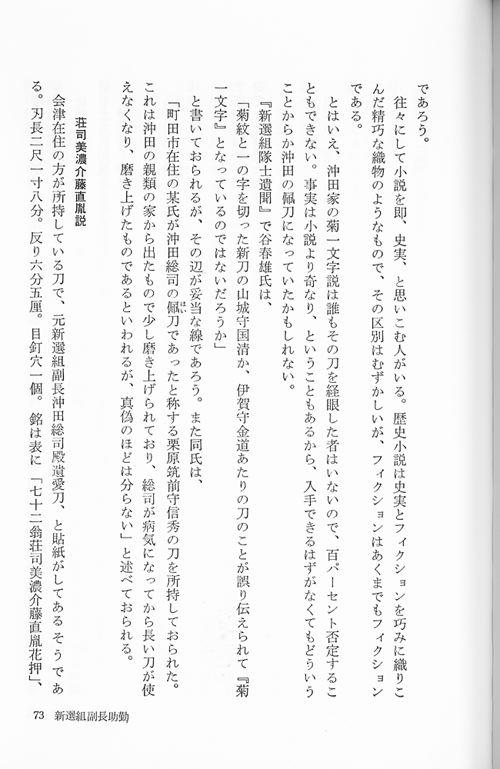 であろう。
往々にして小説を即、史実、と思いこむ人がいる。歴史小説は史実とフィクションを巧みに織りこ
んだ精巧な織物のようなもので、その区別はむずかしいが、フィクションはあくまでもフィクション
である。
とはいえ、沖田家の菊一文字説は誰もその刀を経眼した者はいないので、百パーセント否定するこ
ともできない。事実は小説より奇なり、ということもあるから、入手できるはずがなくてもどういう
ことからか沖田の佩刀になっていたかもしれない。
『新選組隊士遺聞』で谷春雄氏は、
「菊紋と一の字を切った新刀の山城守国清か、伊賀守金道あたりの刀のことが誤り伝えられて『菊
一文字』となっているのではないだろうか」
と書いておられるが、その辺が妥当な線であろう。また同氏は、
「町田市在住の某氏が沖田総司の佩刀であったと称する栗原筑前守信秀の刀を所持しておられた。
これは沖田の親類の家から出たもので少し磨き上げられており、総司が病気になってから長い刀が使
えなくなり、磨き上げたものであるといわれるが、真偽のほどは分らない」と述べておられる。
荘司美濃介藤直胤説
会津在住の方が所持している刀で、元新選組副長沖田総司殿遺愛刀、と貼紙がしてあるそうであ
る。刃長二尺一寸八分。反り六分五厘。目釘穴一個。銘は表に「七十二翁荘司美濃介藤直胤花押」、
73 新選組副長助勤